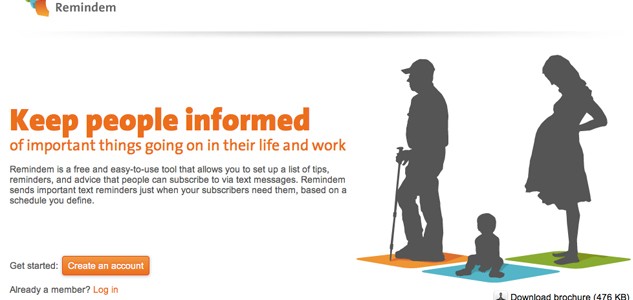 Remindem
Keep people informed
of important things going on in their life and work
Remindem is a free and easy-to-use tool that allows you to set up a list of tips,
reminders, and advice that people can subscribe to via text messages. Remindem
sends important text reminders just when your subscribers need them, based on a
schedule you define.
Get started: Create an account
Already a member? Log in
Download brochure (476 KB)